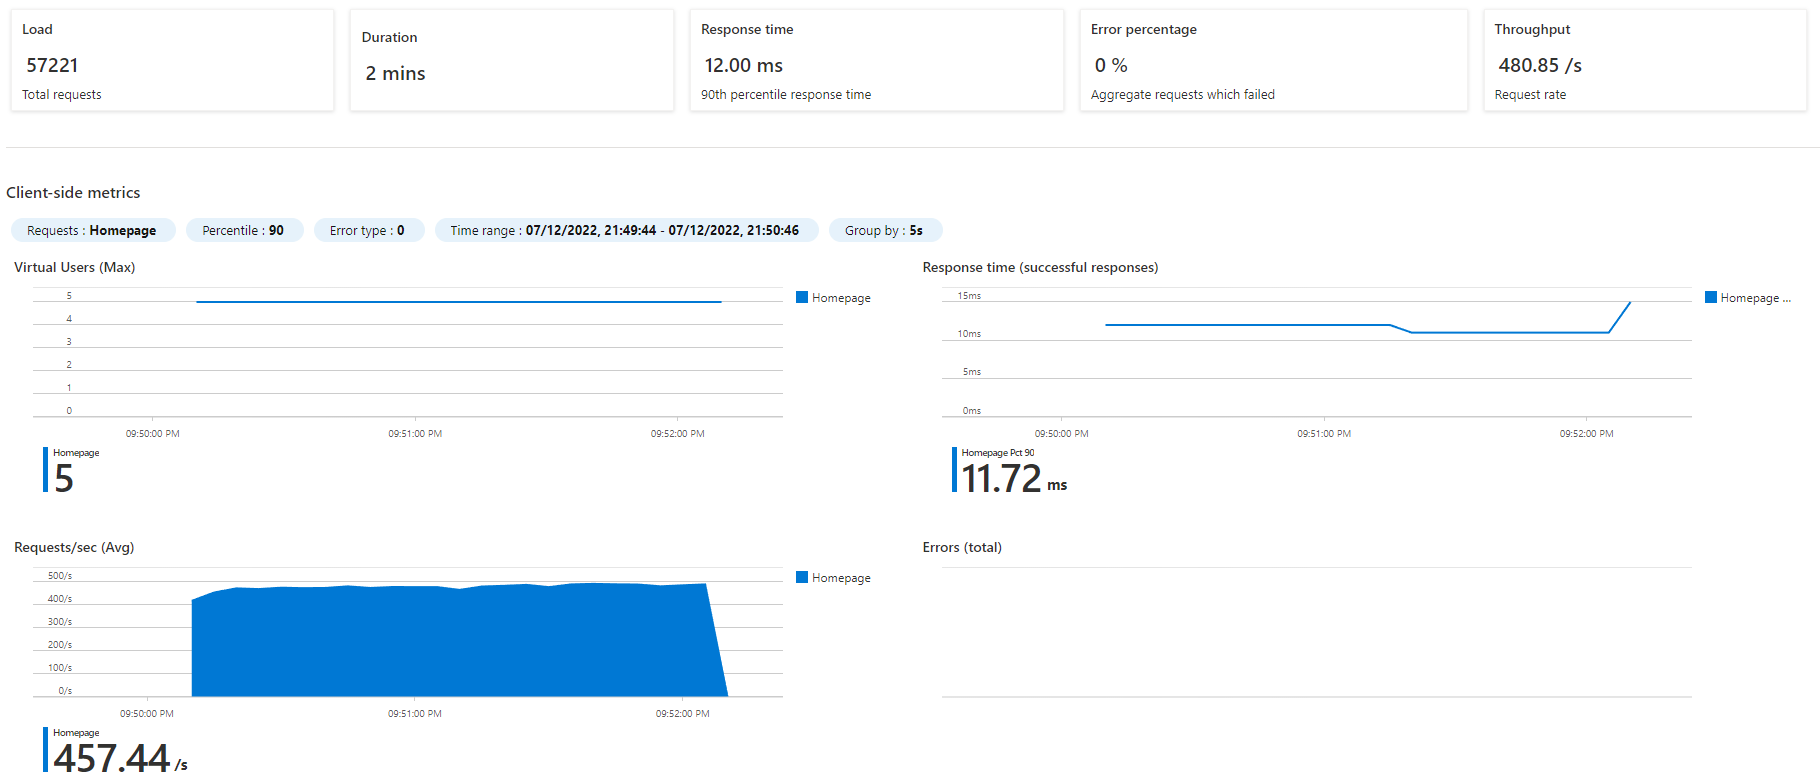 Load
57221
Total requests
Duration
2 mins
Response time
12.00 ms
90th percentile response time
Error percentage
0 %
Aggregate requests which failed
Throughput
480.85 /s
Request rate
Client-side metrics
Requests : Homepage
Percentile : 90
Error type : 0
Time range : 07/12/2022, 21:49:44 - 07/12/2022, 21:50:46
Group by : 5s
Virtual Users (Max)
5
4
3
2
1
0
09:50:00 PM
09:51:00 PM
09:52:00 PM
Homepage
Homepage
5
Response time (successful responses)
15ms
10ms
5ms
0ms
09:50:00 PM
09:51:00 PM
09:52:00 PM
Homepage ...
Homepage Pct 90
11.72 ms
Requests/sec (Avg)
500/s
400/s
300/s
200/s
100/s
0/s
09:50:00 PM
09:51:00 PM
09:52:00 PM
Homepage
Homepage
457.44 /s
Errors (total)